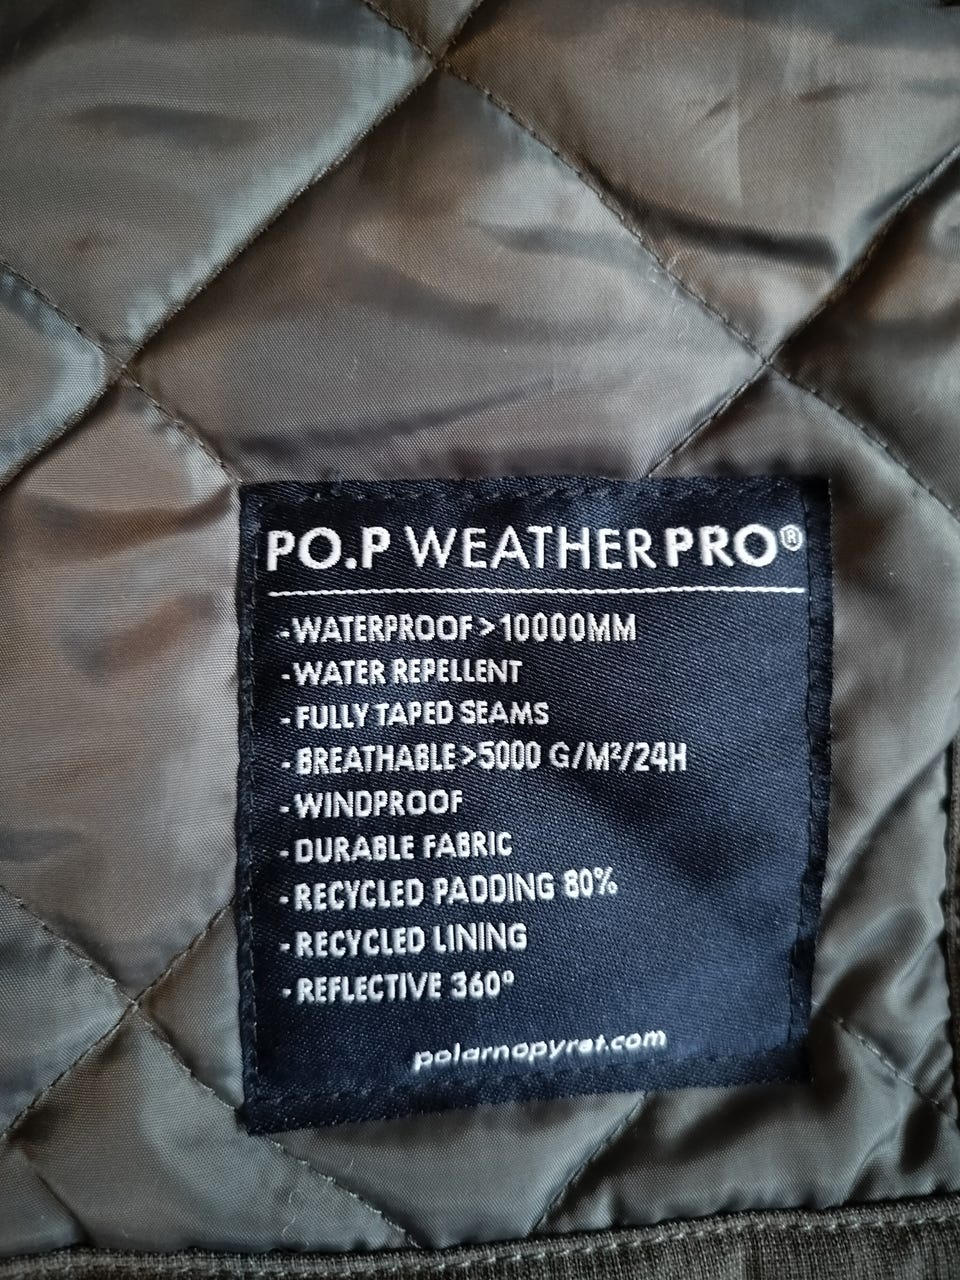 PO.P WEATHERPRO®
-WATERPROOF>10000MM
-WATER REPELLENT
-FULLY TAPED SEAMS
-BREATHABLE>5000 G/M²/24H
-WINDPROOF
-DURABLE FABRIC
-RECYCLED PADDING 80%
-RECYCLED LINING
-REFLECTIVE 360°
polarnopyret.com